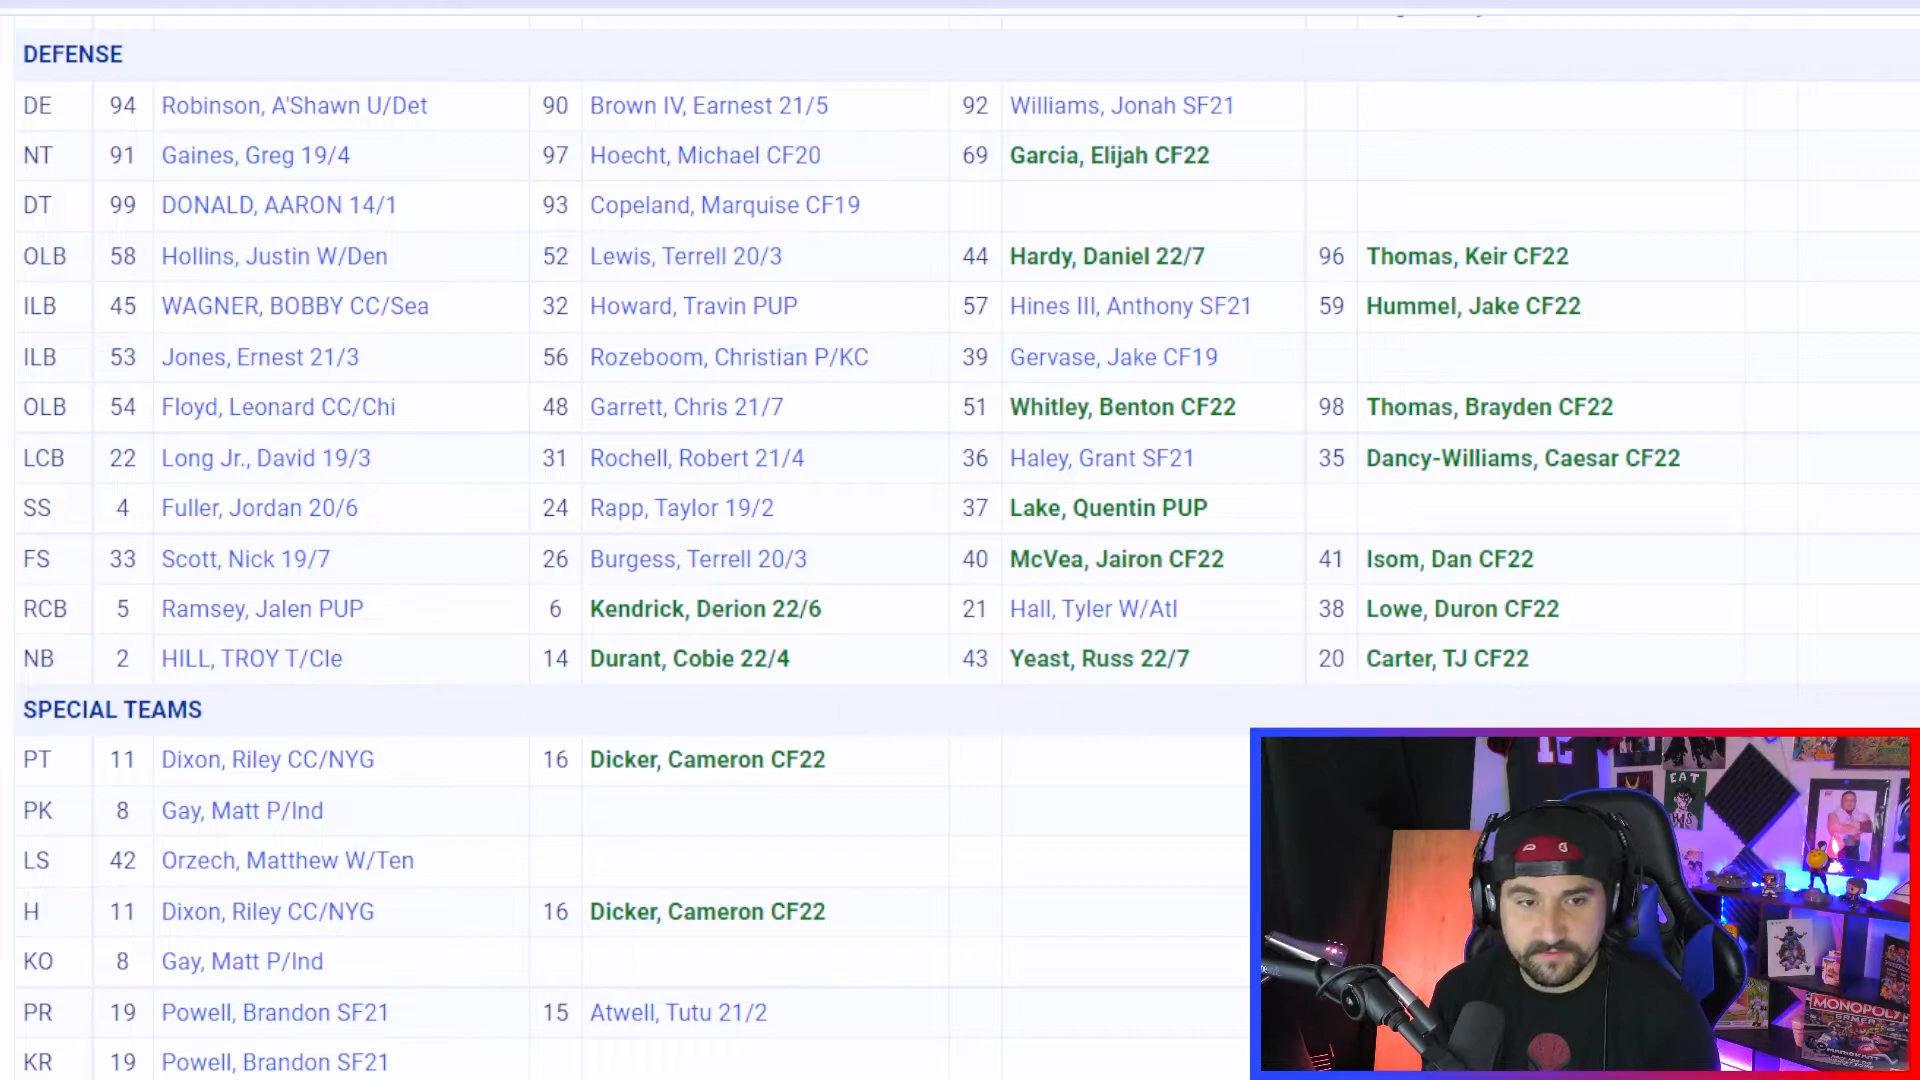 DEFENSE
DE 94 Robinson, A'Shawn U/Det 90 Brown IV, Earnest 21/5 92 Williams, Jonah SF21
NT 91 Gaines, Greg 19/4 97 Hoecht, Michael CF20 69 Garcia, Elijah CF22
DT 99 DONALD, AARON 14/1 93 Copeland, Marquise CF19
OLB 58 Hollins, Justin W/Den 52 Lewis, Terrell 20/3 44 Hardy, Daniel 22/7 96 Thomas, Keir CF22
ILB 45 WAGNER, BOBBY CC/Sea 32 Howard, Travin PUP 57 Hines III, Anthony SF21 59 Hummel, Jake CF22
ILB 53 Jones, Ernest 21/3 56 Rozeboom, Christian P/KC 39 Gervase, Jake CF19
OLB 54 Floyd, Leonard CC/Chi 48 Garrett, Chris 21/7 51 Whitley, Benton CF22 98 Thomas, Brayden CF22
LCB 22 Long Jr., David 19/3 31 Rochell, Robert 21/4 36 Haley, Grant SF21 35 Dancy-Williams, Caesar CF22
SS 4 Fuller, Jordan 20/6 24 Rapp, Taylor 19/2 37 Lake, Quentin PUP
FS 33 Scott, Nick 19/7 26 Burgess, Terrell 20/3 40 McVea, Jairon CF22 41 Isom, Dan CF22
RCB 5 Ramsey, Jalen PUP 6 Kendrick, Derion 22/6 21 Hall, Tyler W/Atl 38 Lowe, Duron CF22
NB 2 HILL, TROY T/Cle 14 Durant, Cobie 22/4 43 Yeast, Russ 22/7 20 Carter, TJ CF22
SPECIAL TEAMS
PT 11 Dixon, Riley CC/NYG 16 Dicker, Cameron CF22
PK 8 Gay, Matt P/Ind
LS 42 Orzech, Matthew W/Ten
H 11 Dixon, Riley CC/NYG 16 Dicker, Cameron CF22
KO 8 Gay, Matt P/Ind
PR 19 Powell, Brandon SF21 15 Atwell, Tutu 21/2
KR 19 Powell, Brandon SF21
12
EAT
MONOPOLY
GAMER
MARIOKART